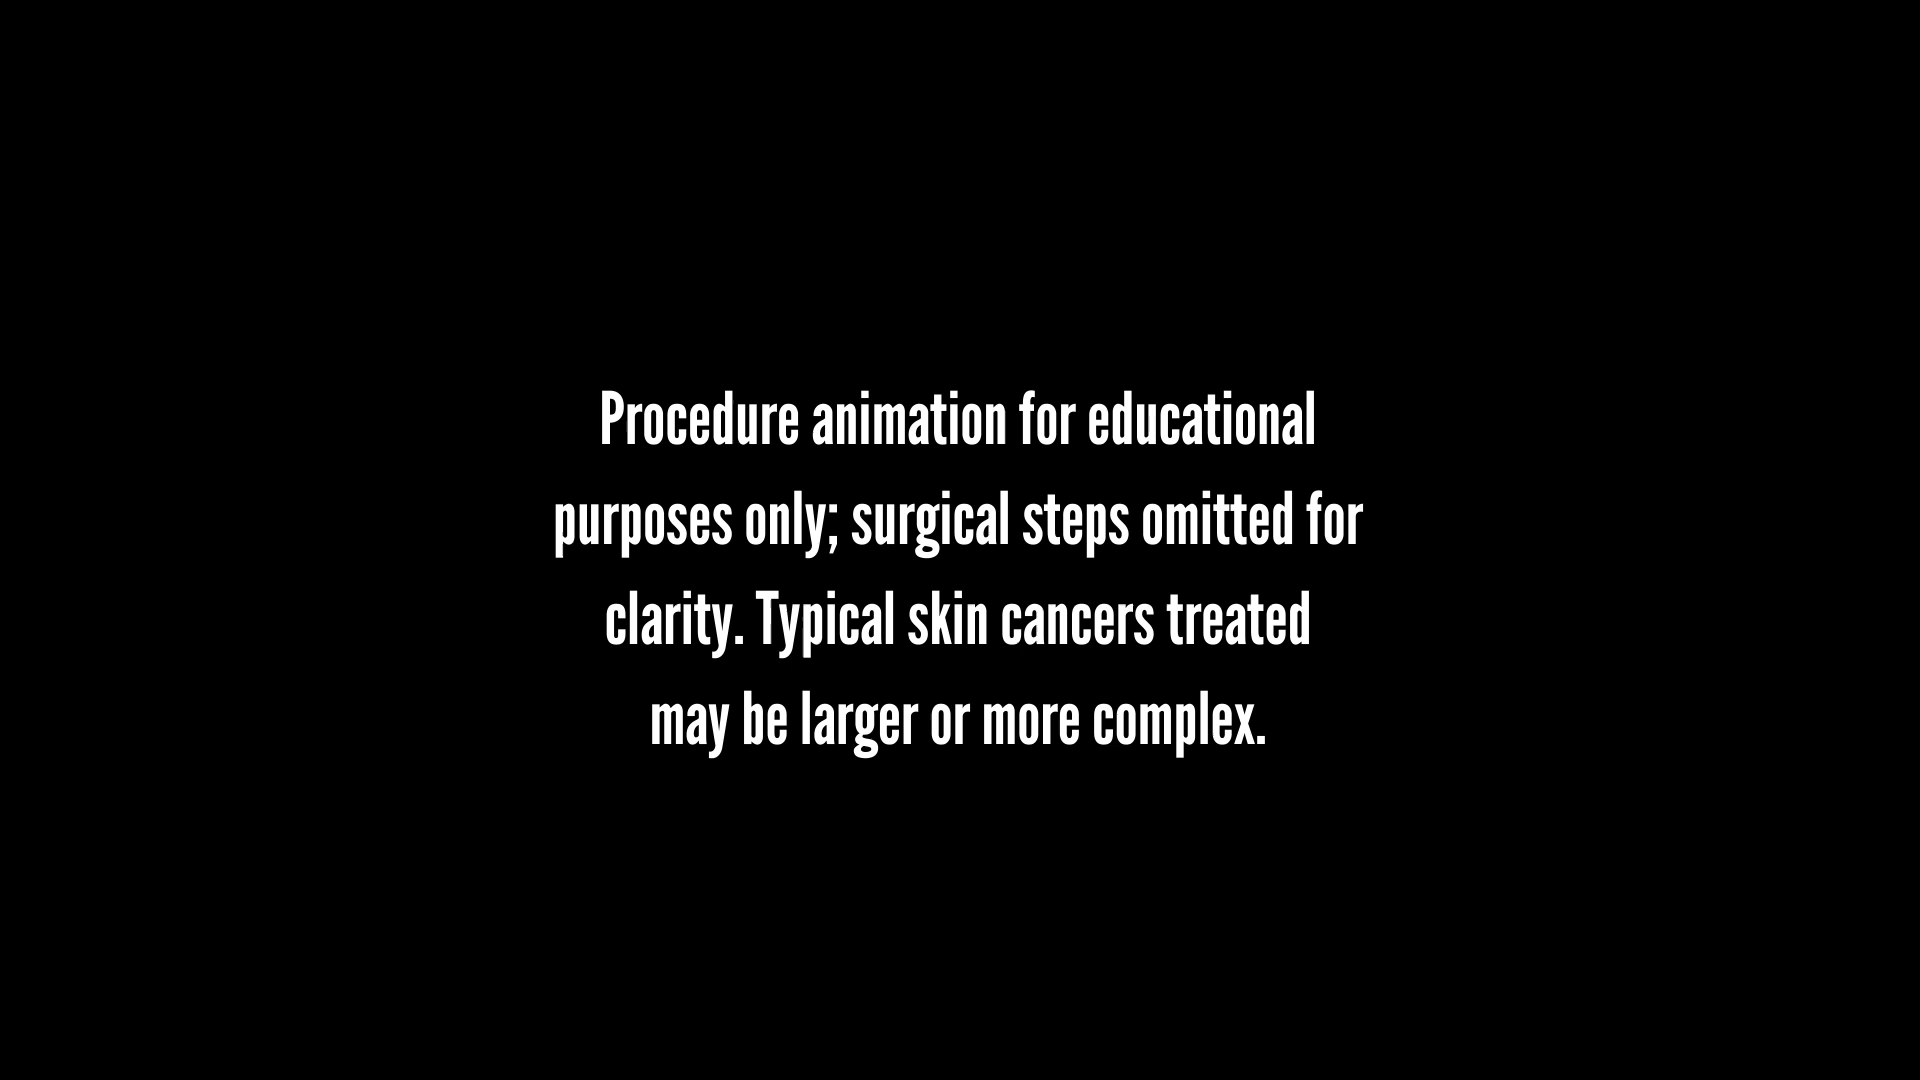 Procedure animation for educational
purposes only; surgical steps omitted for
clarity. Typical skin cancers treated
may be larger or more complex.